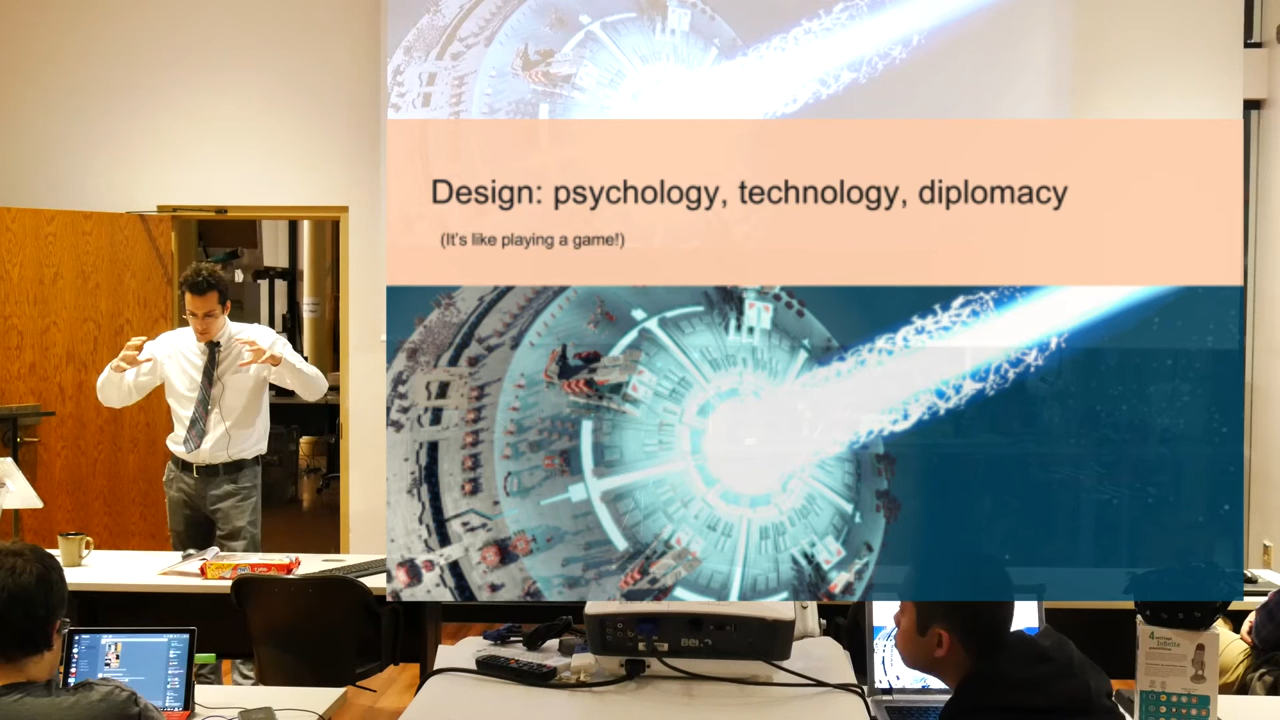 Design: psychology, technology, diplomacy
(It's like playing a game!)